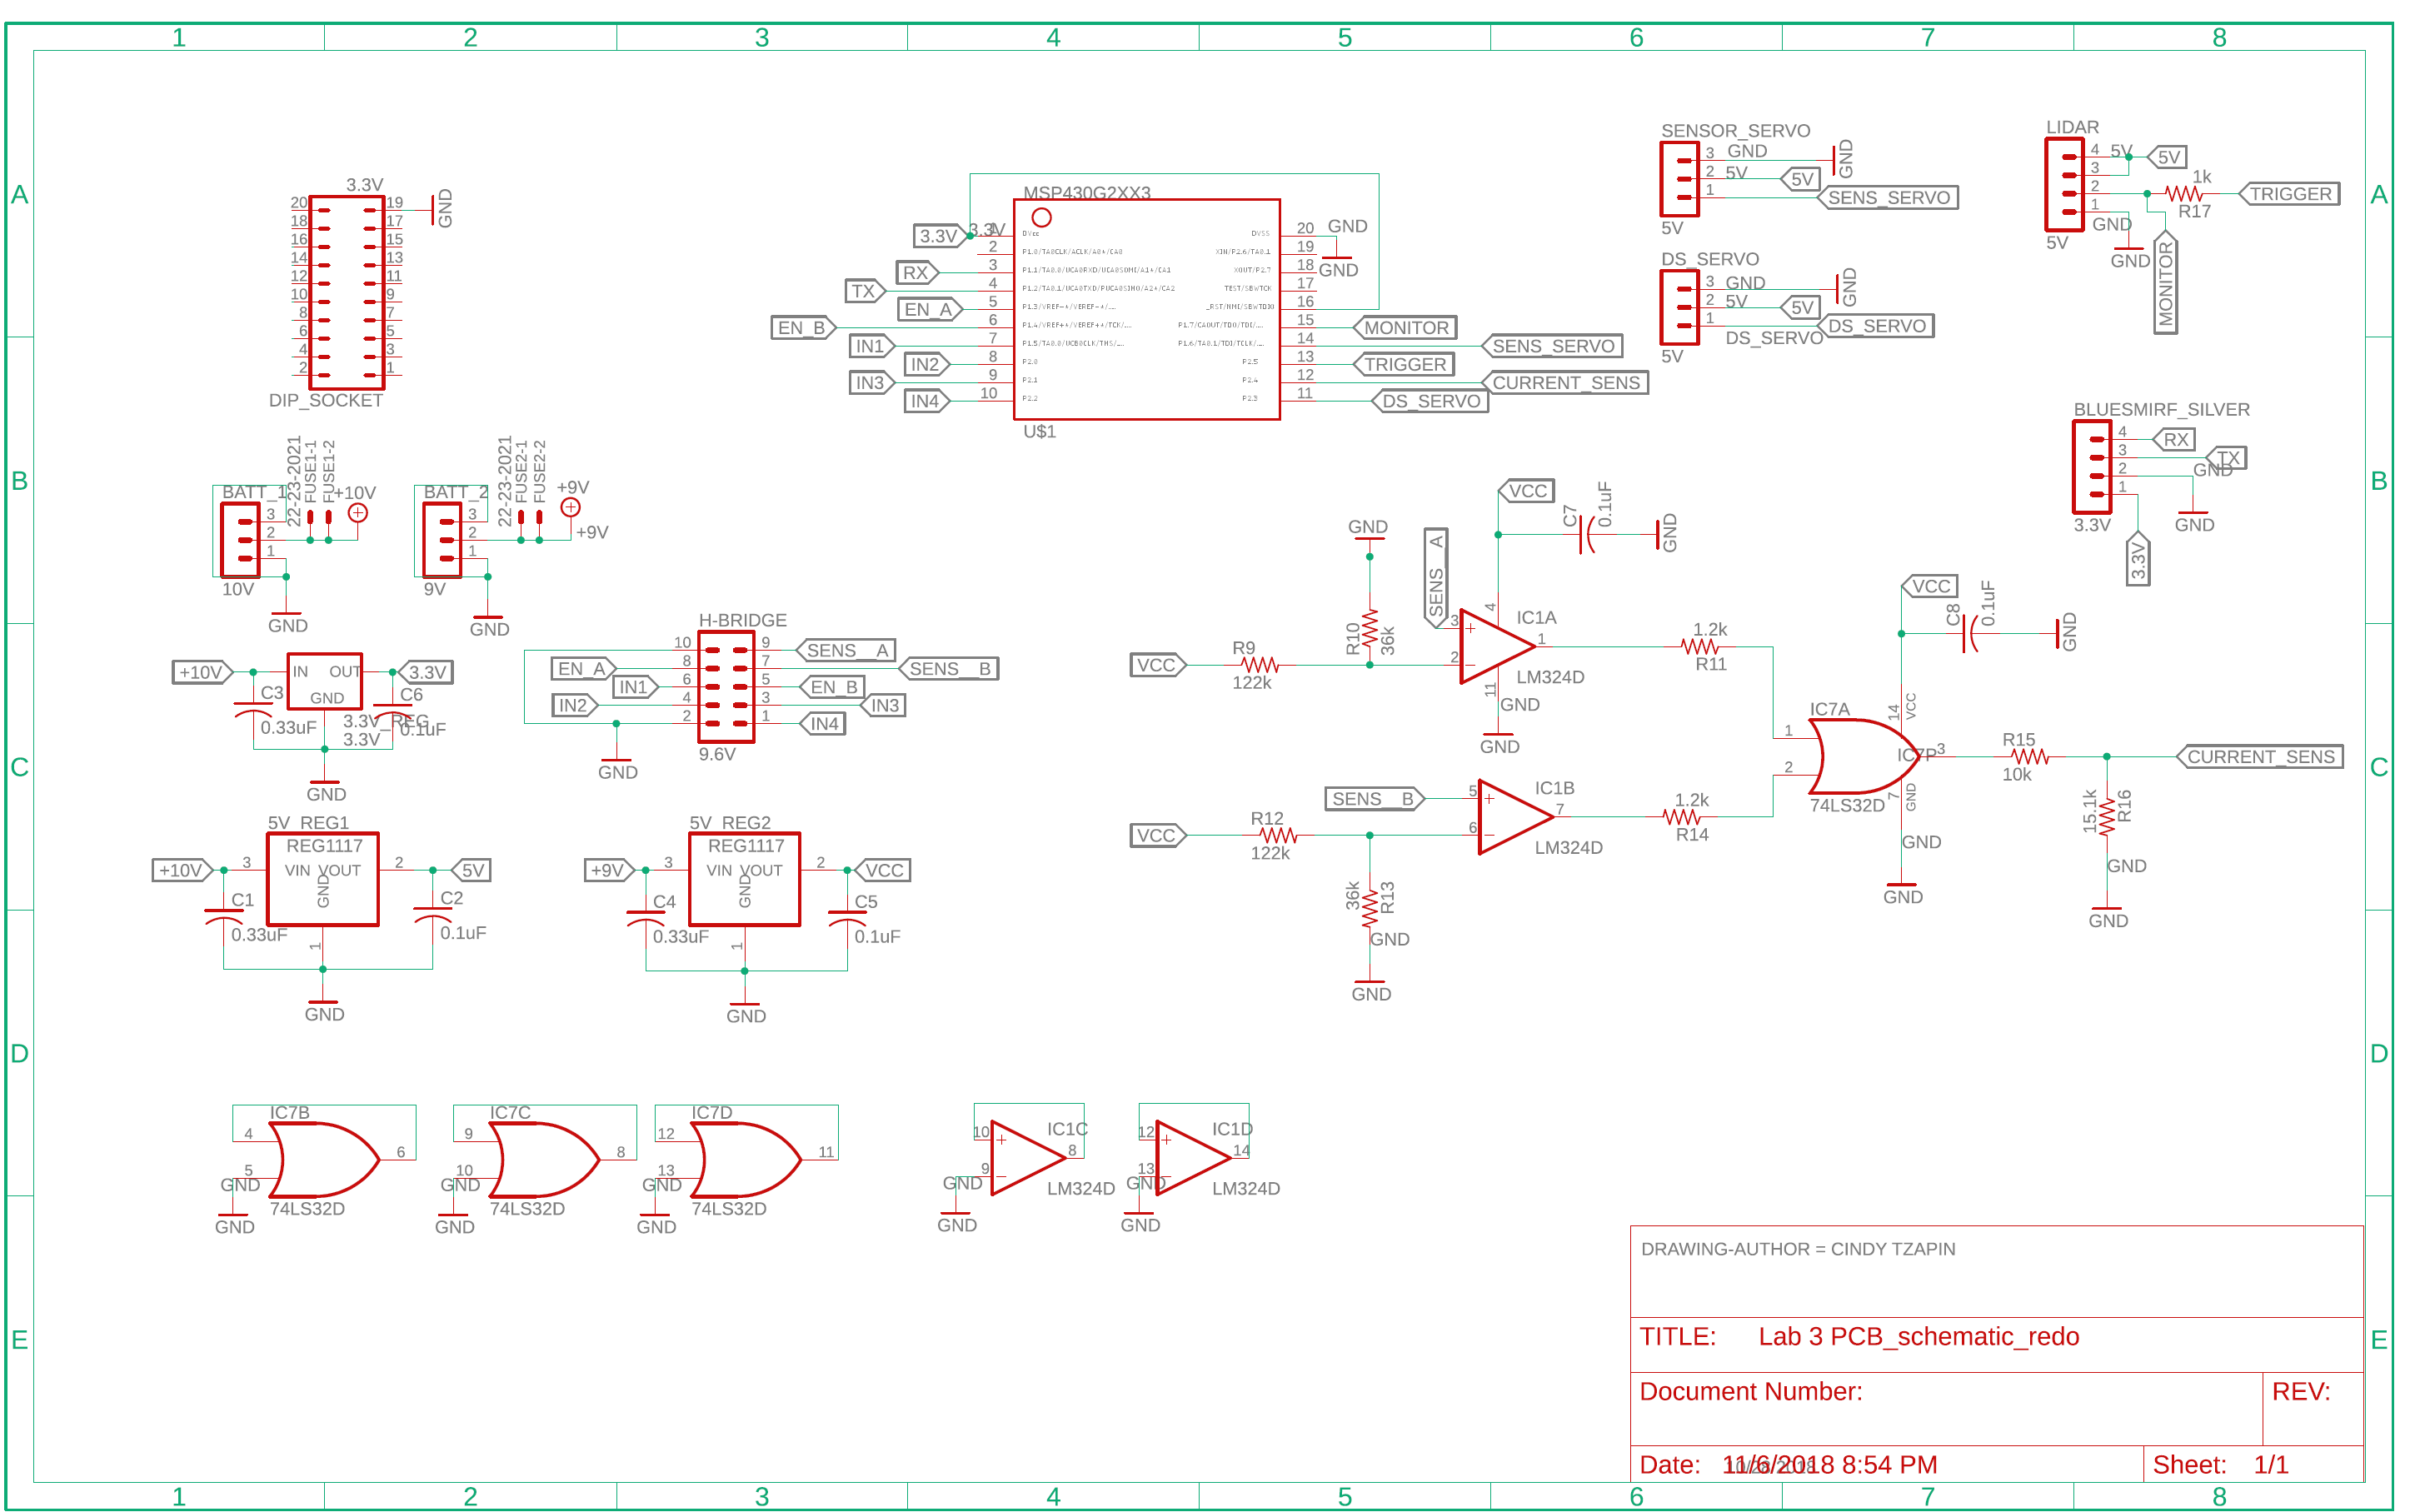 1 2 3 4 5 6 7 8
A
A
B
B
C
C
D
D
E
E
3.3V
20 19
18 17
16 15
14 13
12 11
10 9
8 7
6 5
4 3
2 1
GND
DIP_SOCKET
MSP430G2XX3
3.3V
3.3V
1 DVcc DVSS 20 GND
2 P1.0/TA0CLK/ACLK/A0*/CA0 XIN/P2.6/TA0.1 19
RX 3 P1.1/TA0.0/UCA0RXD/UCA0SOMI/A1*/CA1 XOUT/P2.7 18 GND
TX 4 P1.2/TA0.1/UCA0TXD/PUCA0SIMO/A2*/CA2 TEST/SBWTCK 17
EN_A 5 P1.3/VREF-*/VEREF-*/... _RST/NMI/SBWTDIO 16
EN_B 6 P1.4/VREF+*/VEREF+*/TCK/... P1.7/CAOUT/TDO/TDI/... 15 MONITOR
IN1 7 P1.5/TA0.0/UCB0CLK/TMS/... P1.6/TA0.1/TDI/TCLK/... 14 SENS_SERVO
IN2 8 P2.0 P2.5 13 TRIGGER
IN3 9 P2.1 P2.4 12 CURRENT_SENS
IN4 10 P2.2 P2.3 11 DS_SERVO
U$1
SENSOR_SERVO
3 GND GND
2 5V 5V
1 SENS_SERVO
5V
DS_SERVO
3 GND GND
2 5V 5V
1 DS_SERVO
DS_SERVO
5V
LIDAR
4 5V 5V
3
2 1k TRIGGER
R17
1 GND
5V
GND
MONITOR
BLUESMIRF_SILVER
4 RX
3 TX
2 GND
1
3.3V
GND
3.3V
BATT_1
22-23-2021
FUSE1-1
FUSE1-2
+10V
3
2
1
10V
GND
BATT_2
22-23-2021
FUSE2-1
FUSE2-2
+9V
+9V
3
2
1
9V
GND
+10V IN OUT 3.3V
GND
C3
0.33uF
C6
0.1uF
3.3V_REG
3.3V
GND
H-BRIDGE
10 9 SENS__A
EN_A 8 7 SENS__B
IN1 6 5 EN_B
IN2 4 3 IN3
2 1 IN4
9.6V
GND
5V_REG1
REG1117
+10V 3 VIN VOUT 2 5V
GND
C1
0.33uF
C2
0.1uF
1
GND
5V_REG2
REG1117
+9V 3 VIN VOUT 2 VCC
GND
C4
0.33uF
C5
0.1uF
1
GND
VCC
C7
0.1uF
GND
GND
SENS__A
R10
36k
VCC R9
122k
3
2
4
11
1
IC1A
LM324D
GND
GND
1.2k
R11
SENS__B
5
6
7
IC1B
LM324D
VCC R12
122k
36k
R13
GND
GND
1.2k
R14
VCC
C8
0.1uF
GND
IC7A
14
VCC
1
2
IC7P
3
7
GND
74LS32D
GND
GND
R15
10k
CURRENT_SENS
15.1k
R16
GND
GND
IC7B
4
5
6
GND
GND
74LS32D
IC7C
9
10
8
GND
GND
74LS32D
IC7D
12
13
11
GND
GND
74LS32D
IC1C
10
9
8
GND
GND
LM324D
IC1D
12
13
14
GND
GND
LM324D
DRAWING-AUTHOR = CINDY TZAPIN
TITLE: Lab 3 PCB_schematic_redo
Document Number:
REV:
Date: 11/6/2018 8:54 PM
Sheet: 1/1
1 2 3 4 5 6 7 8